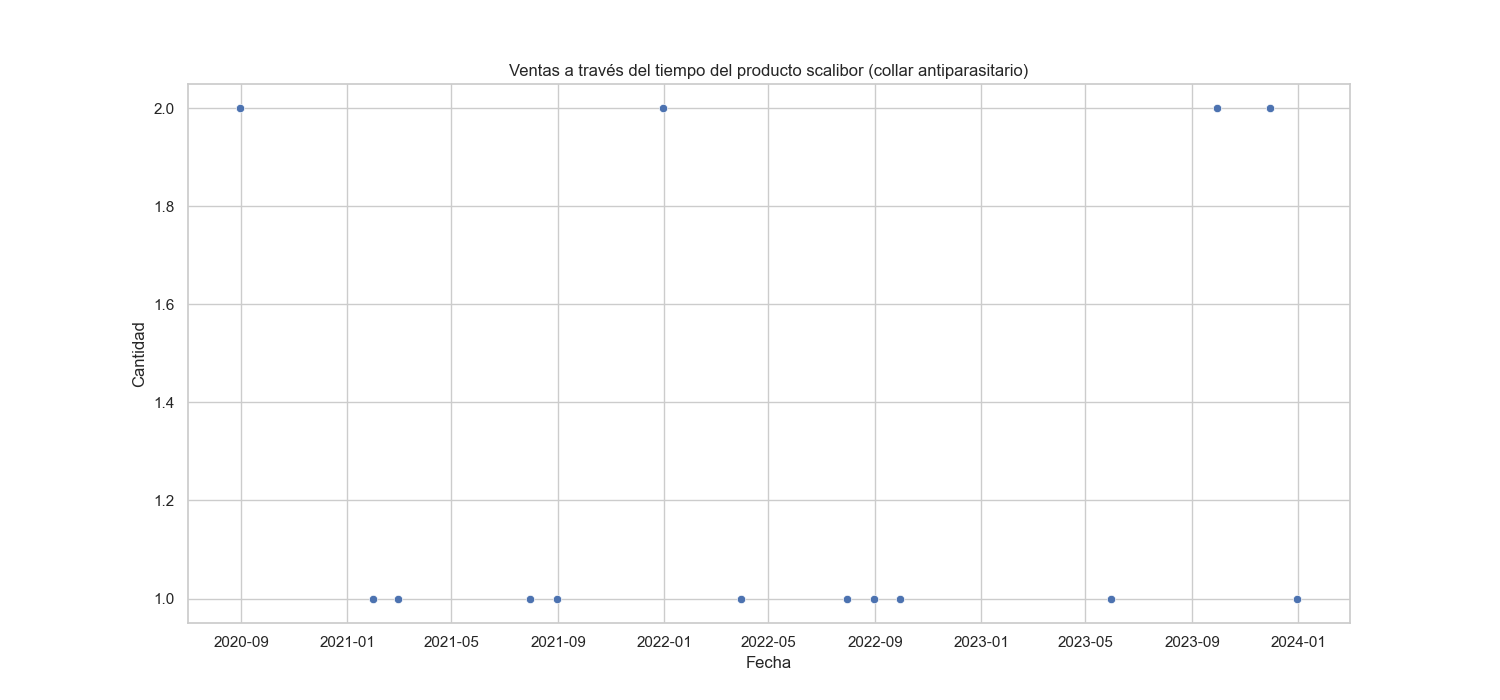 Ventas a través del tiempo del producto scalibor (collar antiparasitario)
2.0
1.8
1.6
1.4
1.2
1.0
Cantidad
2020-09 2021-01 2021-05 2021-09 2022-01 2022-05 2022-09 2023-01 2023-05 2023-09 2024-01
Fecha